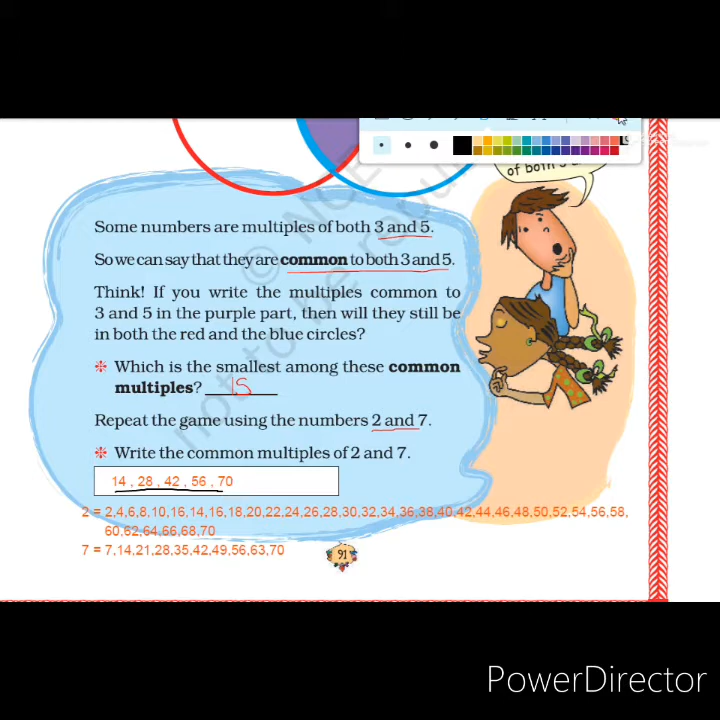 of both 3 a
Some numbers are multiples of both 3 and 5.
So we can say that they are common to both 3 and 5.
Think! If you write the multiples common to
3 and 5 in the purple part, then will they still be
in both the red and the blue circles?
Which is the smallest among these common
multiples? 15
Repeat the game using the numbers 2 and 7.
Write the common multiples of 2 and 7.
14 , 28 , 42 , 56 , 70
2 = 2,4,6,8,10,16,14,16,18,20,22,24,26,28,30,32,34,36,38,40,42,44,46,48,50,52,54,56,58,
60,62,64,66,68,70
7 = 7,14,21,28,35,42,49,56,63,70
91
PowerDirector